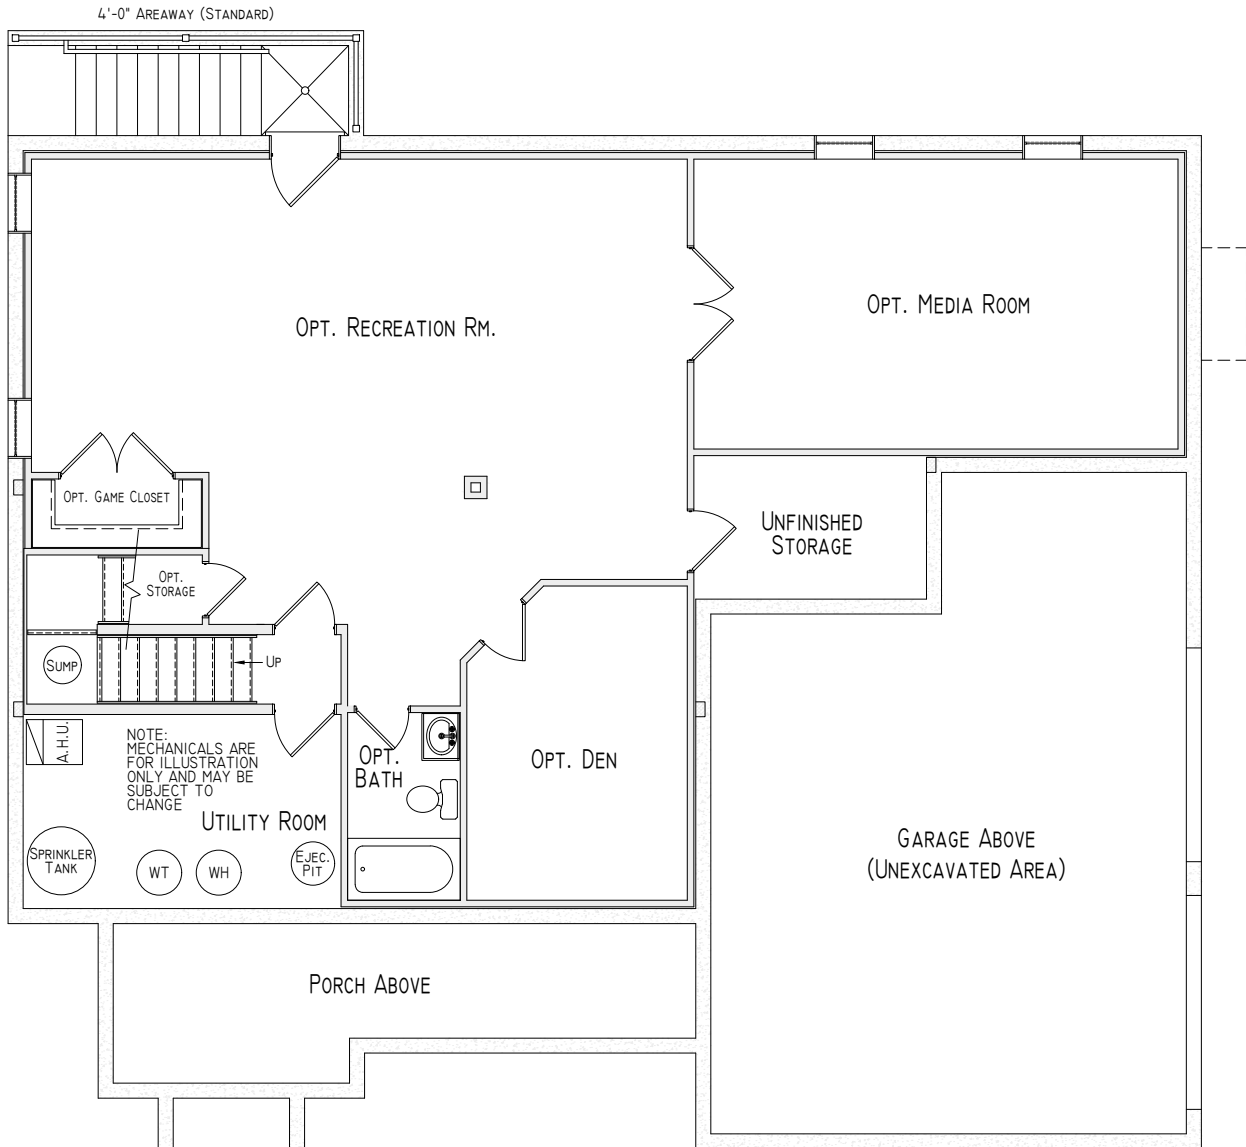 4'-0" AREAWAY (STANDARD)
OPT. RECREATION RM.
OPT. MEDIA ROOM
OPT. GAME CLOSET
UNFINISHED
STORAGE
OPT.
STORAGE
SUMP
UP
A.H.U.
NOTE:
MECHANICALS ARE
FOR ILLUSTRATION
ONLY AND MAY BE
SUBJECT TO
CHANGE
OPT.
BATH
OPT. DEN
UTILITY ROOM
SPRINKLER
TANK
WT
WH
EJEC.
PIT
GARAGE ABOVE
(UNEXCAVATED AREA)
PORCH ABOVE